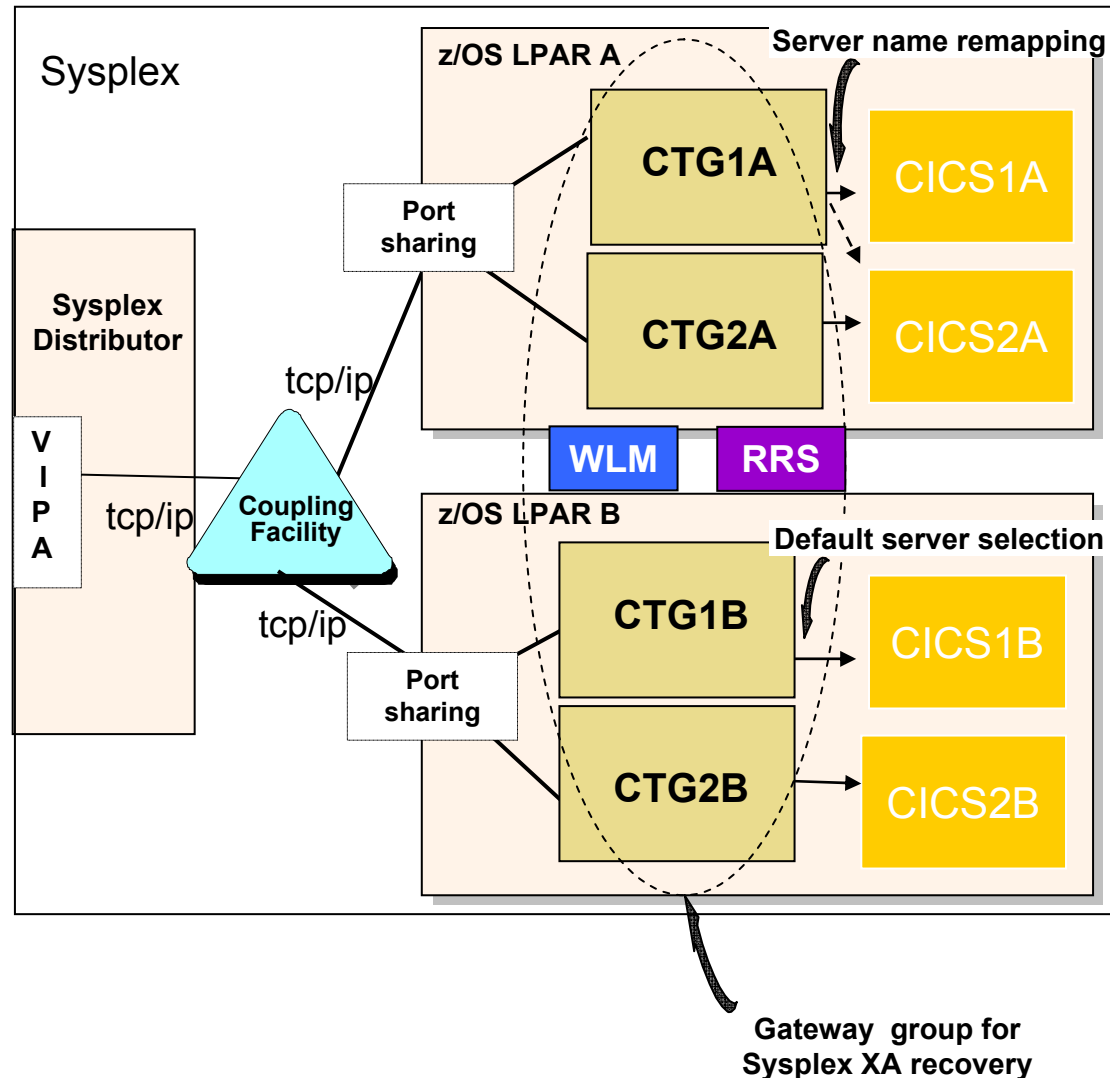 Sysplex
z/OS LPAR A
Server name remapping
CTG1A
CICS1A
Port
sharing
CTG2A
CICS2A
Sysplex
Distributor
tcp/ip
V
I
P
A
tcp/ip
Coupling
Facility
WLM
RRS
z/OS LPAR B
Default server selection
tcp/ip
CTG1B
CICS1B
Port
sharing
CTG2B
CICS2B
Gateway group for
Sysplex XA recovery